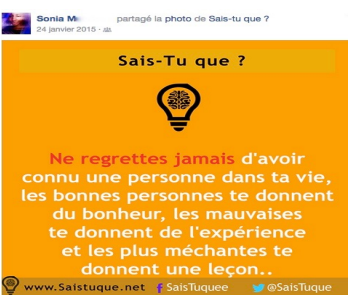 Sonia M partagé la photo de Sais-tu que ?
24 janvier 2015
Sais-Tu que ?
Ne regrettes jamais d'avoir
connu une personne dans ta vie,
les bonnes personnes te donnent
du bonheur, les mauvaises
te donnent de l'expérience
et les plus méchantes te
donnent une leçon..
www.Saistuque.net f SaisTuquee @SaisTuque